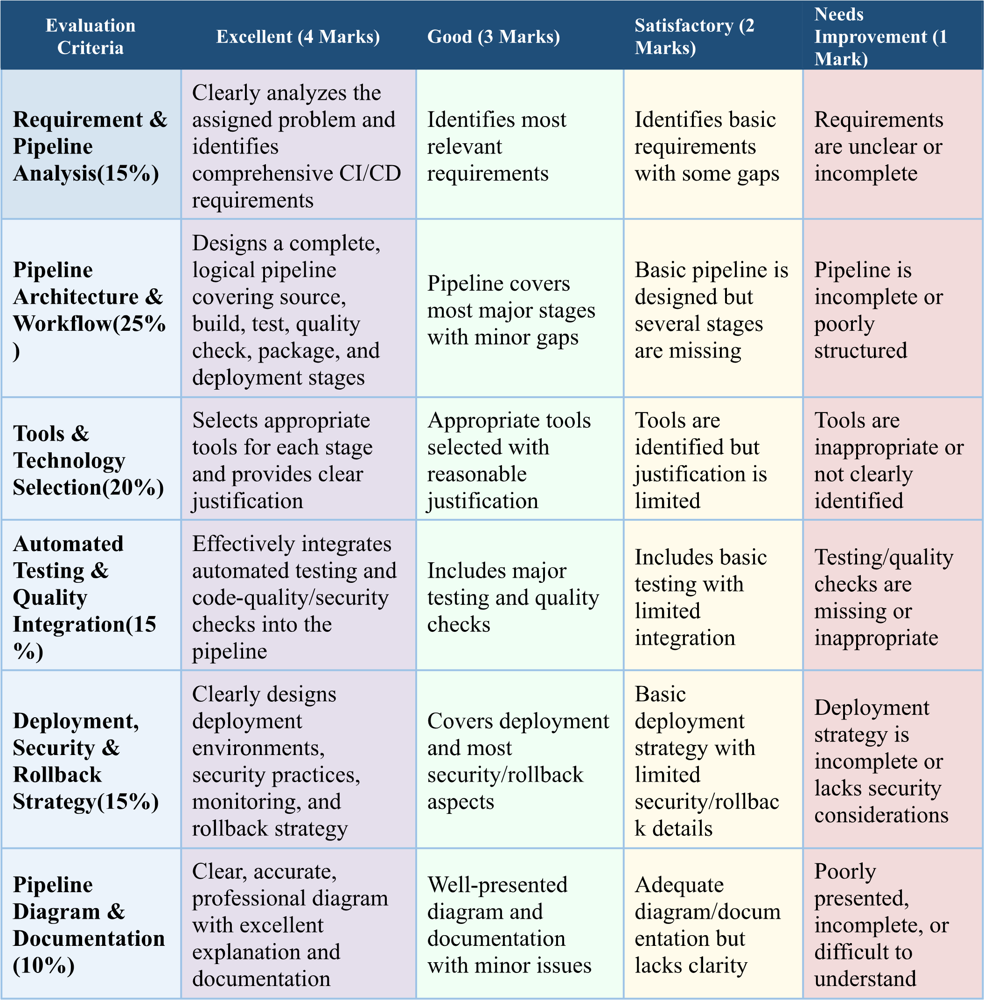 Evaluation
Criteria
Excellent (4 Marks)
Good (3 Marks)
Satisfactory (2
Marks)
Needs
Improvement (1
Mark)
Requirement &
Pipeline
Analysis(15%)
Clearly analyzes the
assigned problem and
identifies
comprehensive CI/CD
requirements
Identifies most
relevant
requirements
Identifies basic
requirements
with some gaps
Requirements
are unclear or
incomplete
Pipeline
Architecture &
Workflow(25%
)
Designs a complete,
logical pipeline
covering source,
build, test, quality
check, package, and
deployment stages
Pipeline covers
most major stages
with minor gaps
Basic pipeline is
designed but
several stages
are missing
Pipeline is
incomplete or
poorly
structured
Tools &
Technology
Selection(20%)
Selects appropriate
tools for each stage
and provides clear
justification
Appropriate tools
selected with
reasonable
justification
Tools are
identified but
justification is
limited
Tools are
inappropriate or
not clearly
identified
Automated
Testing &
Quality
Integration(15
%)
Effectively integrates
automated testing and
code-quality/security
checks into the
pipeline
Includes major
testing and quality
checks
Includes basic
testing with
limited
integration
Testing/quality
checks are
missing or
inappropriate
Deployment,
Security &
Rollback
Strategy(15%)
Clearly designs
deployment
environments,
security practices,
monitoring, and
rollback strategy
Covers deployment
and most
security/rollback
aspects
Basic
deployment
strategy with
limited
security/rollbac
k details
Deployment
strategy is
incomplete or
lacks security
considerations
Pipeline
Diagram &
Documentation
(10%)
Clear, accurate,
professional diagram
with excellent
explanation and
documentation
Well-presented
diagram and
documentation
with minor issues
Adequate
diagram/docum
entation but
lacks clarity
Poorly
presented,
incomplete, or
difficult to
understand